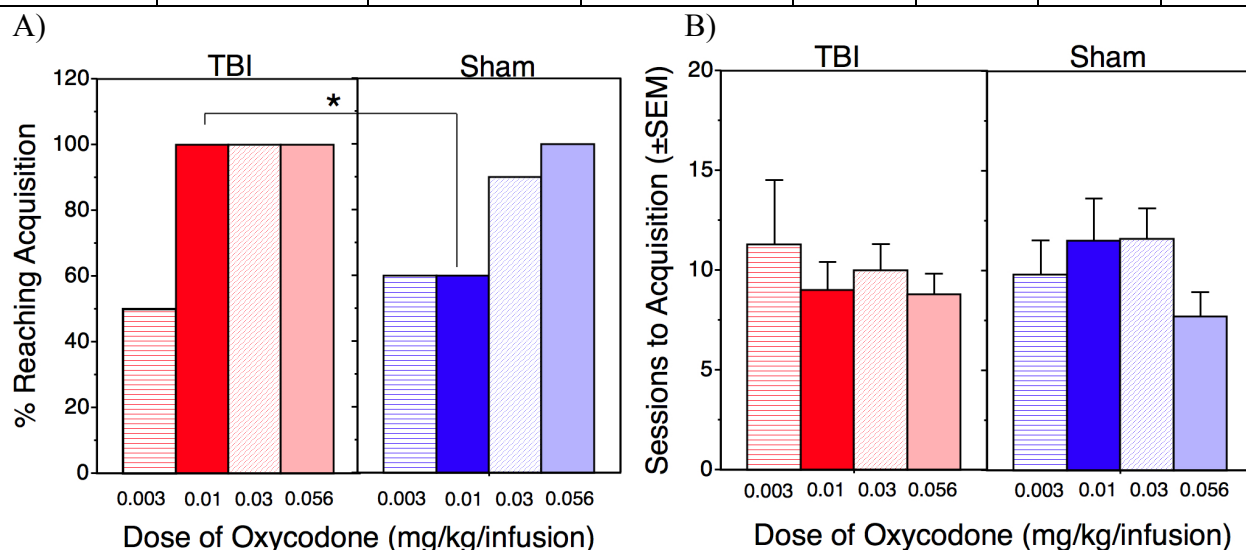 A)
TBI
Sham
120
100
80
60
40
20
0
% Reaching Acquisition
*
0.003 0.01 0.03 0.056 0.003 0.01 0.03 0.056
Dose of Oxycodone (mg/kg/infusion)
B)
TBI
Sham
20
15
10
5
0
Sessions to Acquisition (±SEM)
0.003 0.01 0.03 0.056 0.003 0.01 0.03 0.056
Dose of Oxycodone (mg/kg/infusion)